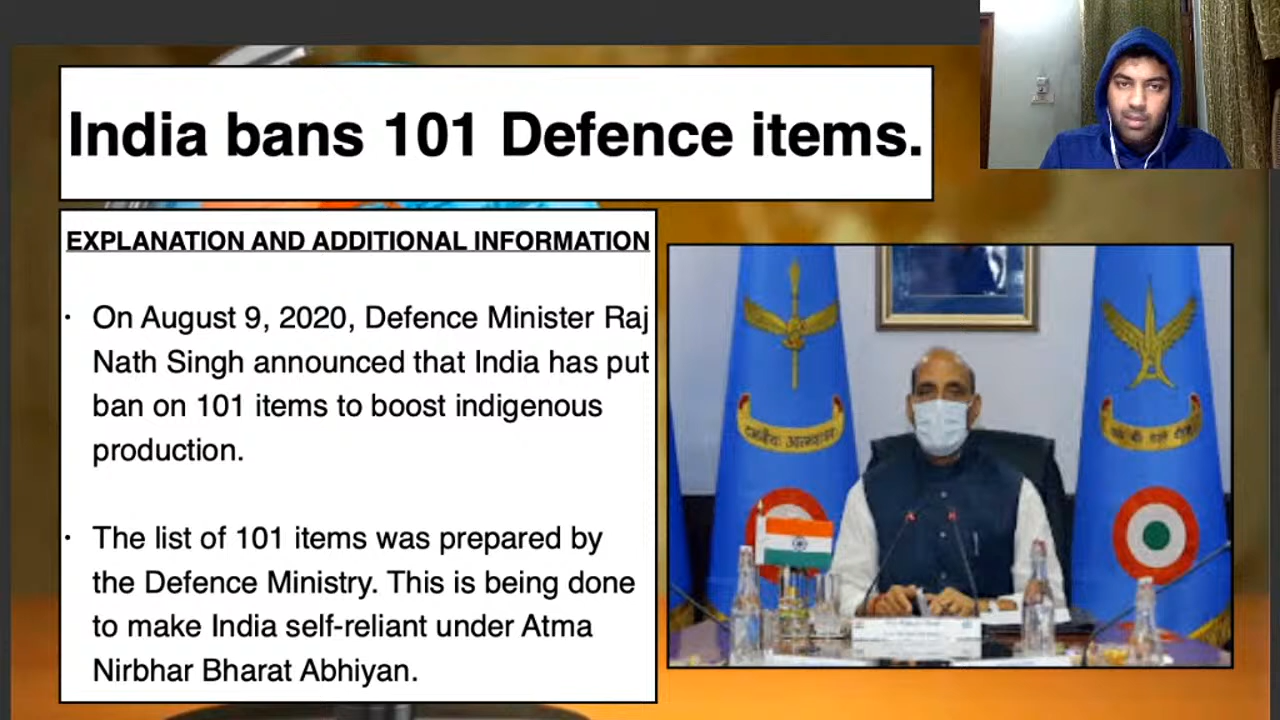 India bans 101 Defence items.
EXPLANATION AND ADDITIONAL INFORMATION
· On August 9, 2020, Defence Minister Raj
Nath Singh announced that India has put
ban on 101 items to boost indigenous
production.
· The list of 101 items was prepared by
the Defence Ministry. This is being done
to make India self-reliant under Atma
Nirbhar Bharat Abhiyan.